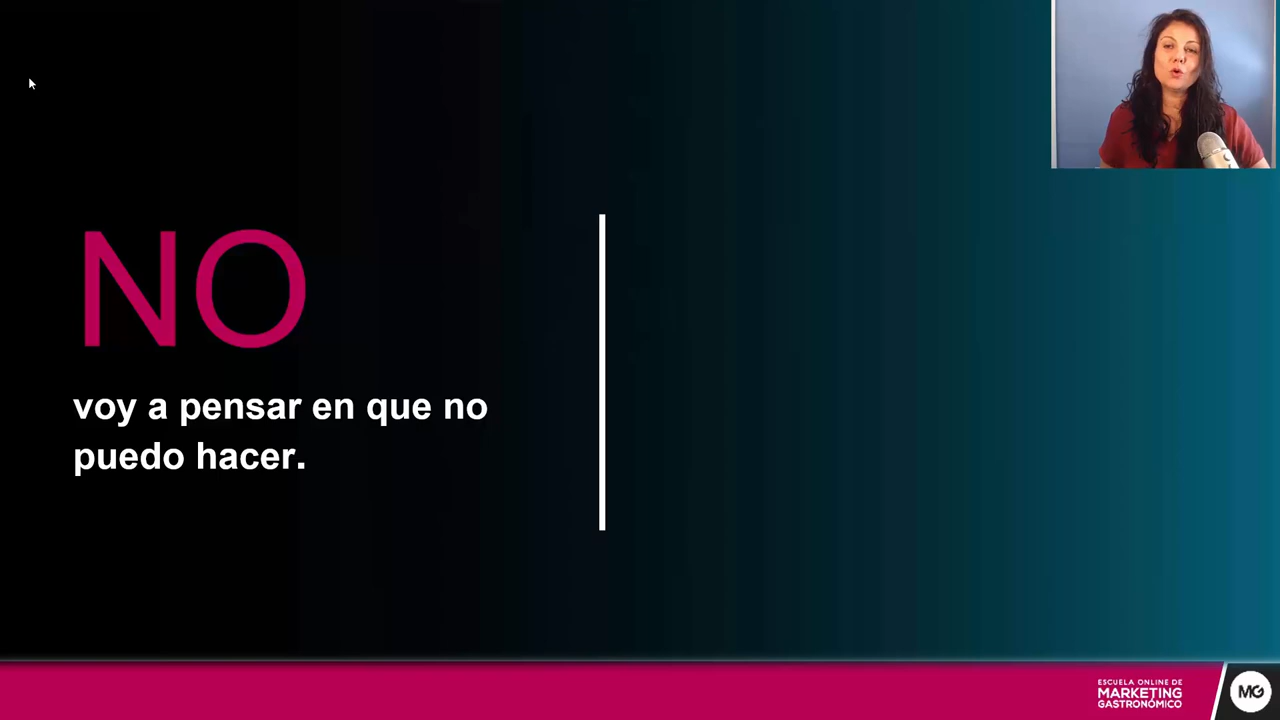 NO
voy a pensar en que no
puedo hacer.
ESCUELA ONLINE DE
MARKETING
GASTRONÓMICO
MG